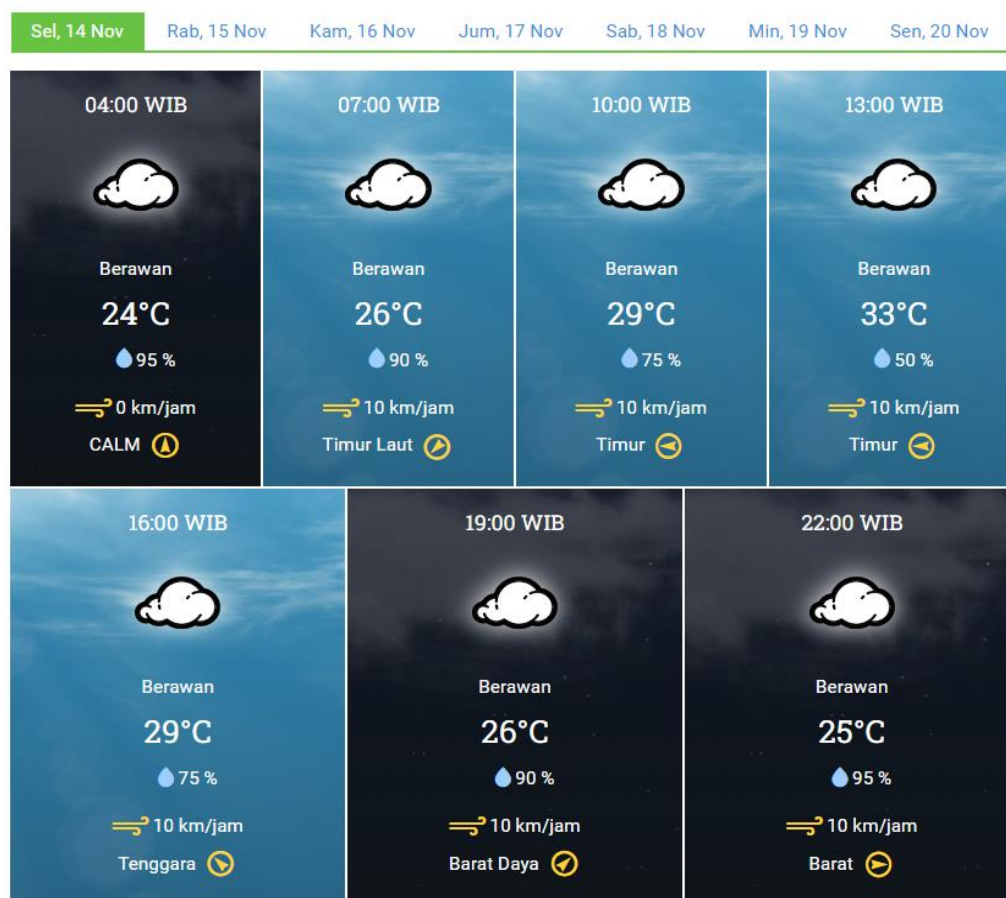 Sel, 14 Nov Rab, 15 Nov Kam, 16 Nov Jum, 17 Nov Sab, 18 Nov Min, 19 Nov Sen, 20 Nov
04:00 WIB 07:00 WIB 10:00 WIB 13:00 WIB
Berawan Berawan Berawan Berawan
24°C 26°C 29°C 33°C
95 % 90 % 75 % 50 %
0 km/jam 10 km/jam 10 km/jam 10 km/jam
CALM Timur Laut Timur Timur
16:00 WIB 19:00 WIB 22:00 WIB
Berawan Berawan Berawan
29°C 26°C 25°C
75 % 90 % 95 %
10 km/jam 10 km/jam 10 km/jam
Tenggara Barat Daya Barat